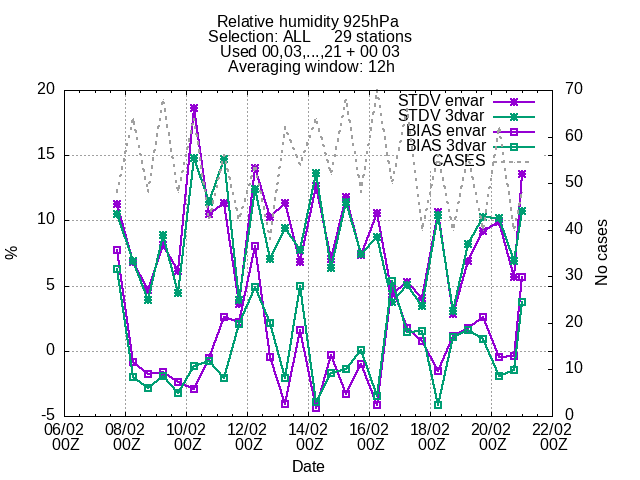 Relative humidity 925hPa
Selection: ALL 29 stations
Used 00,03,...,21 + 00 03
Averaging window: 12h
STDV envar
STDV 3dvar
BIAS envar
BIAS 3dvar
CASES
20
15
10
5
0
-5
%
70
60
50
40
30
20
10
0
No cases
06/02 08/02 10/02 12/02 14/02 16/02 18/02 20/02 22/02
00Z 00Z 00Z 00Z 00Z 00Z 00Z 00Z 00Z
Date